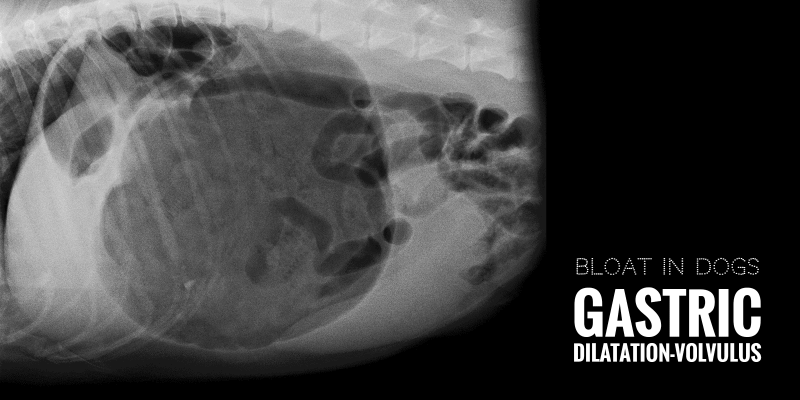 BLOAT IN DOGS
GASTRIC
DILATATION-VOLVULUS